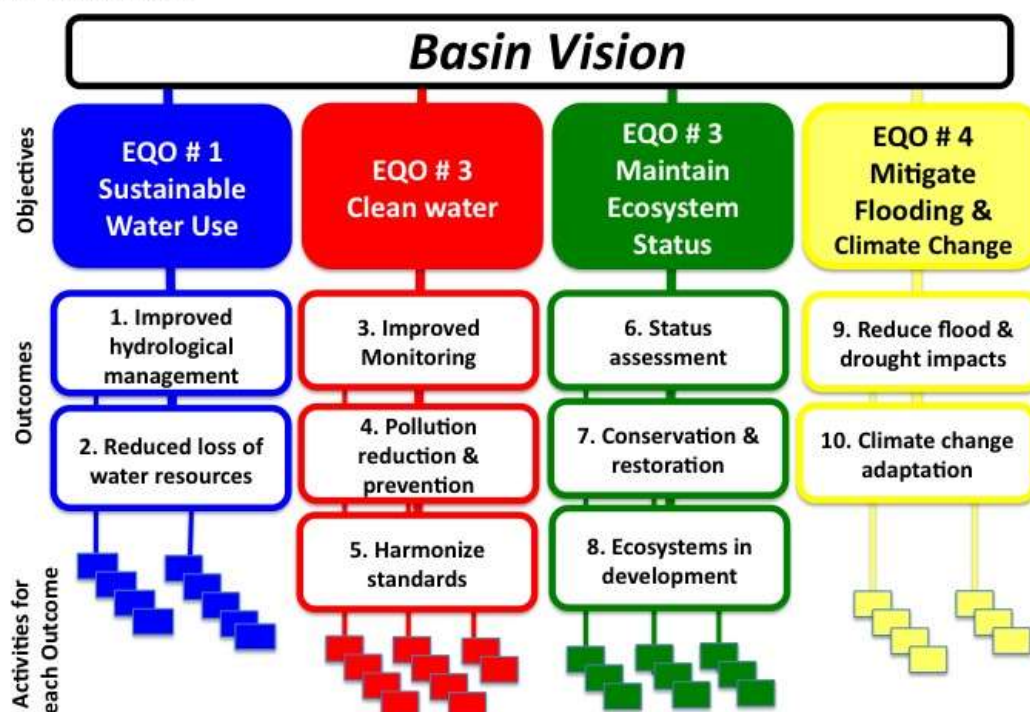 Basin Vision
Objectives
EQO # 1
Sustainable
Water Use
EQO # 3
Clean water
EQO # 3
Maintain
Ecosystem
Status
EQO # 4
Mitigate
Flooding &
Climate Change
Outcomes
1. Improved
hydrological
management
2. Reduced loss of
water resources
3. Improved
Monitoring
4. Pollution
reduction &
prevention
5. Harmonize
standards
6. Status
assessment
7. Conservation &
restoration
8. Ecosystems in
development
9. Reduce flood &
drought impacts
10. Climate change
adaptation
Activities for
each Outcome